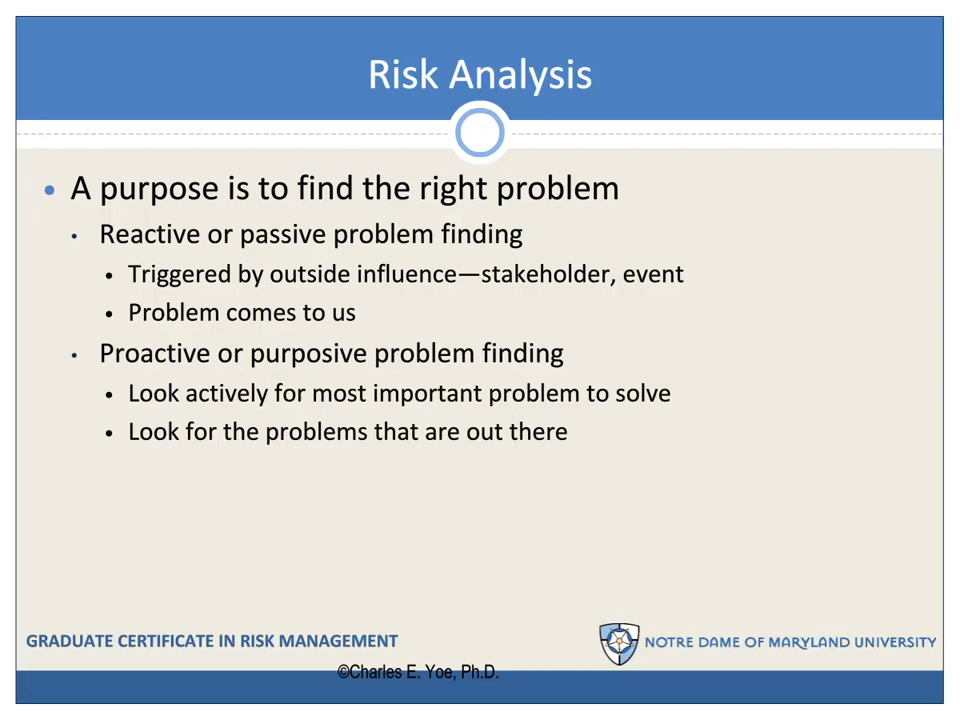 Risk Analysis
• A purpose is to find the right problem
• Reactive or passive problem finding
• Triggered by outside influence—stakeholder, event
• Problem comes to us
• Proactive or purposive problem finding
• Look actively for most important problem to solve
• Look for the problems that are out there
GRADUATE CERTIFICATE IN RISK MANAGEMENT
NOTRE DAME OF MARYLAND UNIVERSITY
©Charles E. Yoe, Ph.D.